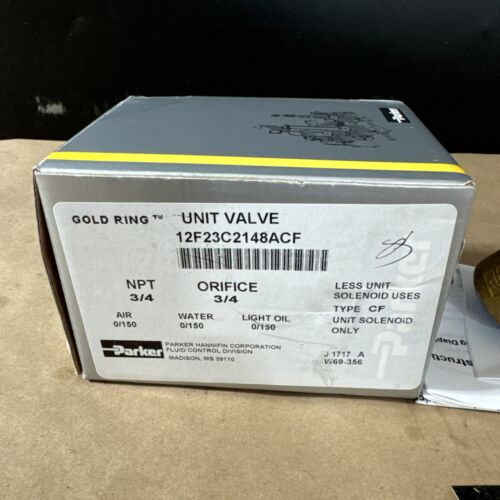 Parker
GOLD RING™ UNIT VALVE
12F23C2148ACF
NPT ORIFICE
3/4 3/4
AIR WATER LIGHT OIL
0/150 0/150 0/150
LESS UNIT
SOLENOID USES
TYPE CF
UNIT SOLENOID
ONLY
Parker
PARKER HANNIFIN CORPORATION
FLUID CONTROL DIVISION
MADISON, MS 39110
J 1717 A
W69-356
Parker